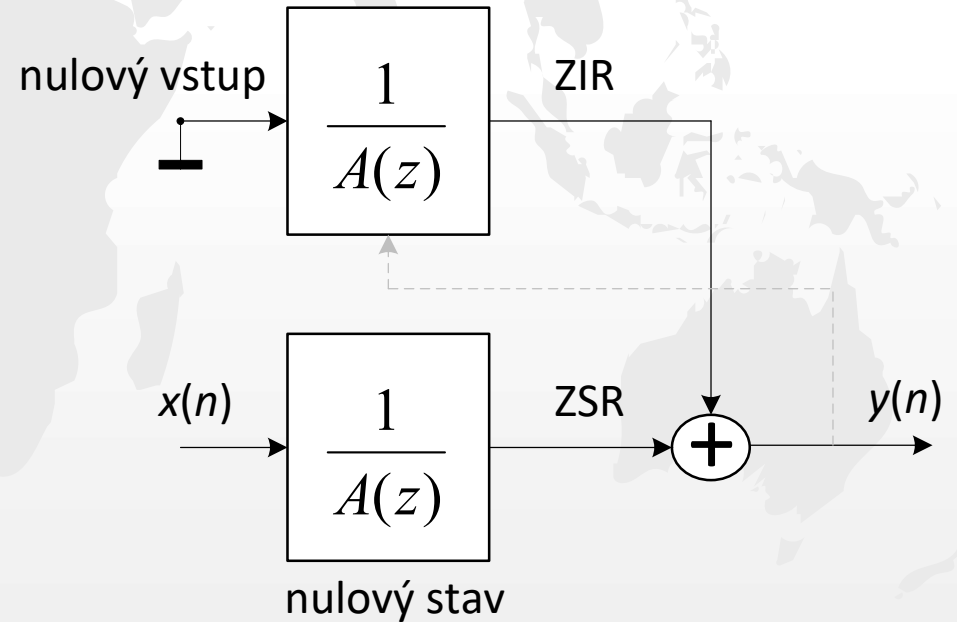 nulový vstup
1
A(z)
ZIR
x(n)
1
A(z)
ZSR
+
y(n)
nulový stav